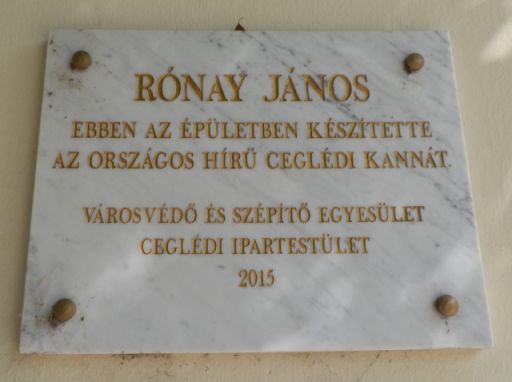 RÓNAY JÁNOS
EBBEN AZ ÉPÜLETBEN KÉSZÍTETTE
AZ ORSZÁGOS HÍRŰ CEGLÉDI KANNÁT.
VÁROSVÉDŐ ÉS SZÉPÍTŐ EGYESÜLET
CEGLÉDI IPARTESTÜLET
2015